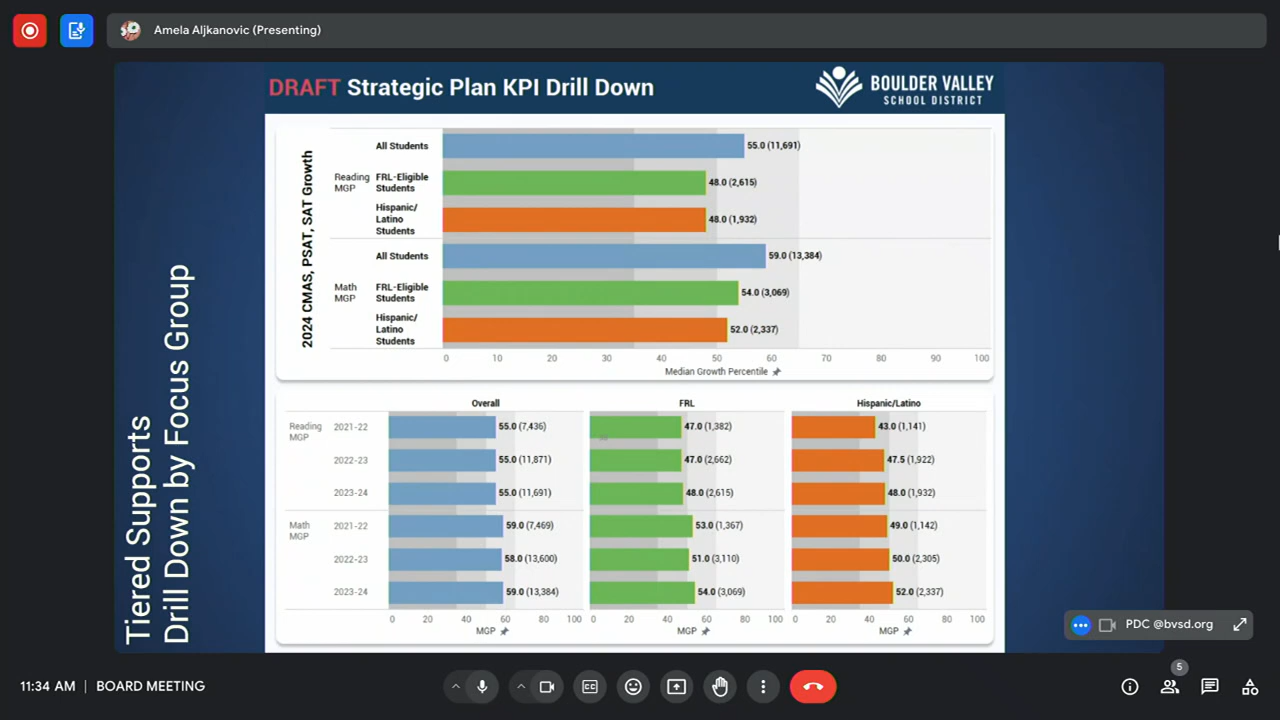 Amela Aljkanovic (Presenting)
DRAFT Strategic Plan KPI Drill Down
BOULDER VALLEY
SCHOOL DISTRICT
Tiered Supports
Drill Down by Focus Group
2024 CMAS, PSAT, SAT Growth
Reading
MGP
All Students
55.0 (11,691)
FRL-Eligible
Students
48.0 (2,615)
Hispanic/
Latino
Students
48.0 (1,932)
Math
MGP
All Students
59.0 (13,384)
FRL-Eligible
Students
54.0 (3,069)
Hispanic/
Latino
Students
52.0 (2,337)
0 10 20 30 40 50 60 70 80 90 100
Median Growth Percentile
Overall FRL Hispanic/Latino
Reading
MGP
2021-22 55.0 (7,436) 47.0 (1,382) 43.0 (1,141)
2022-23 55.0 (11,871) 47.0 (2,662) 47.5 (1,922)
2023-24 55.0 (11,691) 48.0 (2,615) 48.0 (1,932)
Math
MGP
2021-22 59.0 (7,469) 53.0 (1,367) 49.0 (1,142)
2022-23 58.0 (13,600) 51.0 (3,110) 50.0 (2,305)
2023-24 59.0 (13,384) 54.0 (3,069) 52.0 (2,337)
0 20 40 60 80 100 0 20 40 60 80 100 0 20 40 60 80 100
MGP MGP MGP
PDC @bvsd.org
11:34 AM | BOARD MEETING
5